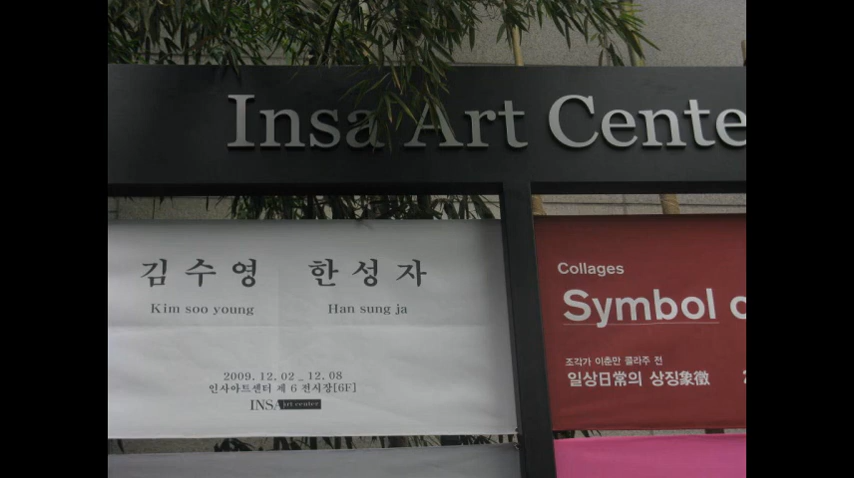 Insa Art Cente
김수영 한성자
Kim soo young Han sung ja
2009. 12. 02 _ 12. 08
인사아트센터 제 6 전시장[6F]
INSA art center
Collages
Symbol
조각가 이춘만 콜라주 전
일상日常의 상징象徵